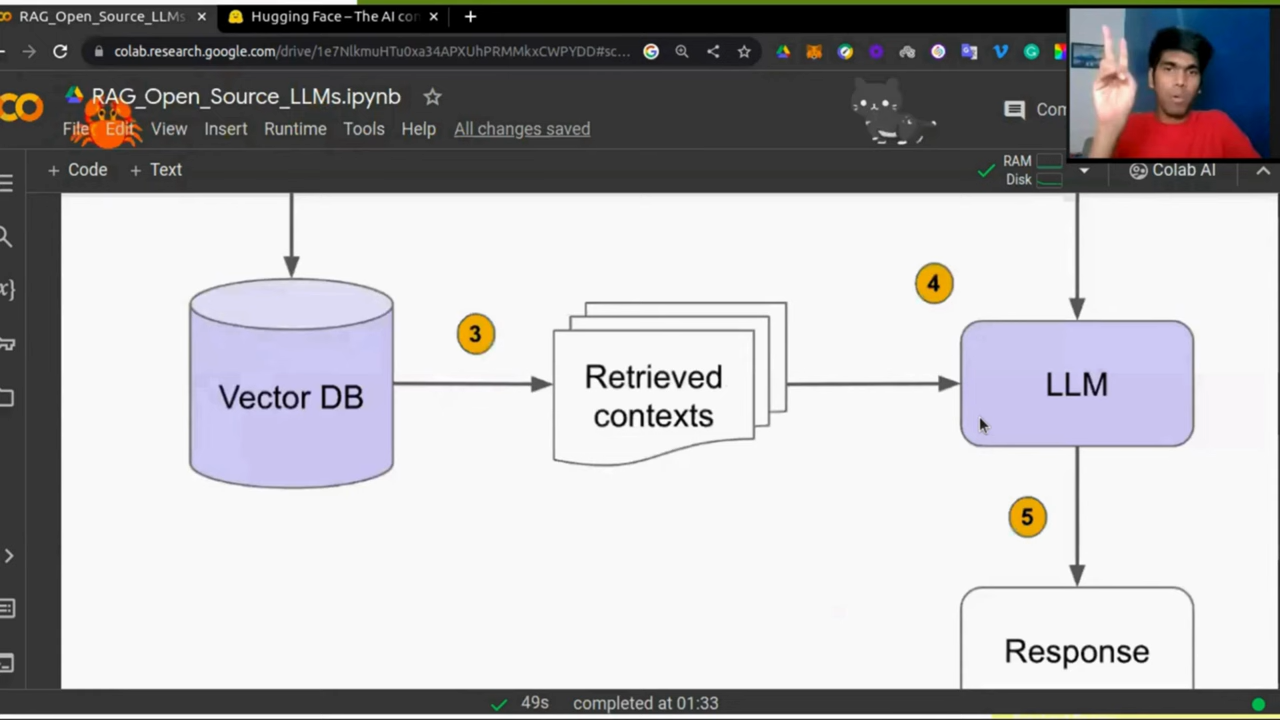 RAG_Open_Source_LLMs
Hugging Face – The AI con
colab.research.google.com/drive/1e7NlkmuHTu0xa34APXUhPRMMkxCWPYDD#sc...
RAG_Open_Source_LLMs.ipynb
File Edit View Insert Runtime Tools Help All changes saved
Com
+ Code + Text
RAM
Disk
Colab AI
3
4
Vector DB
Retrieved
contexts
LLM
5
Response
49s completed at 01:33